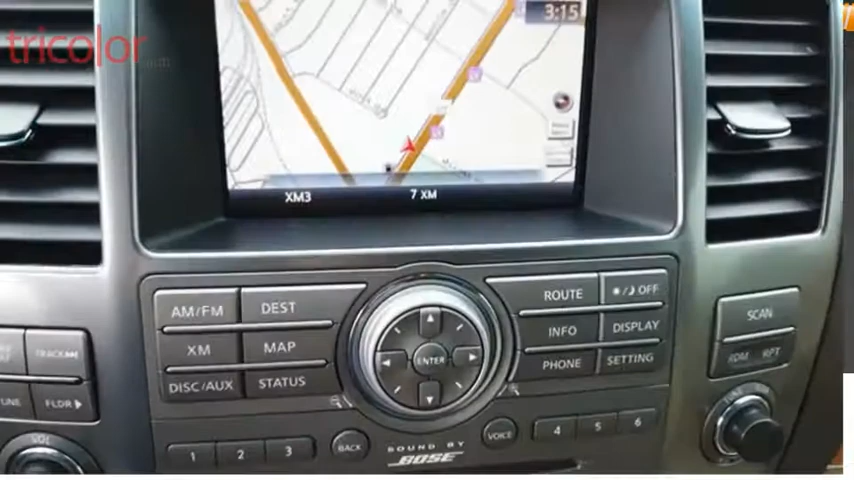 tricolor
3:15
XM3
7 XM
AM/FM
DEST
XM
MAP
DISC/AUX
STATUS
ENTER
ROUTE
OFF
INFO
DISPLAY
PHONE
SETTING
SCAN
RDM RPT
TRACK
TUNE
FLDR
VOL
1
2
3
BACK
SOUND BY
BOSE
VOICE
4
5
6